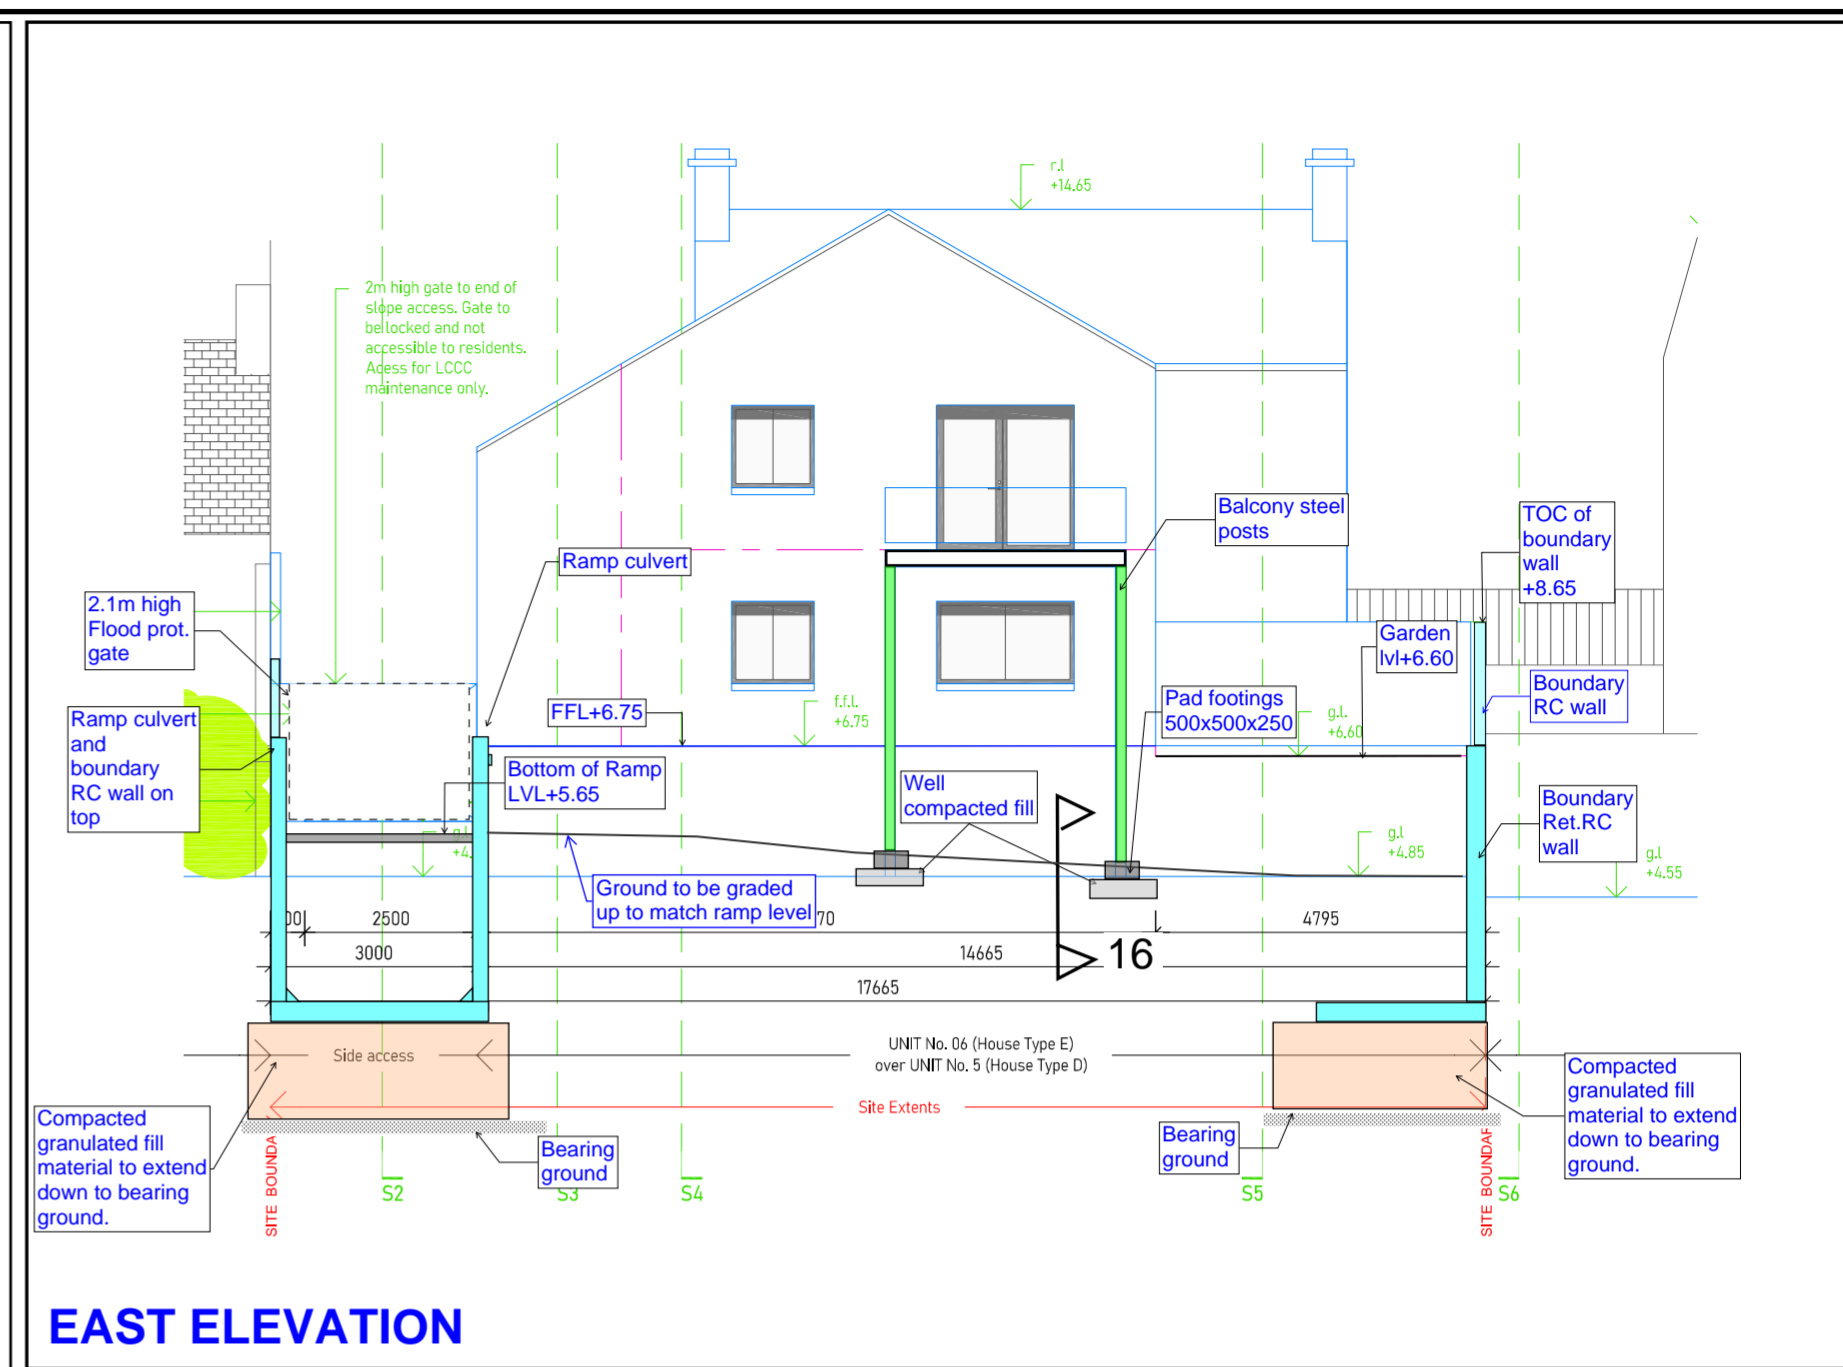 r.l
+14.65
2m high gate to end of
slope access. Gate to
bellocked and not
accessible to residents.
Acess for LCCC
maintenance only.
Balcony steel
posts
TOC of
boundary
wall
+8.65
Ramp culvert
2.1m high
Flood prot.
gate
Garden
lvl+6.60
Boundary
RC wall
Pad footings
500x500x250
FFL+6.75
f.f.l.
+6.75
g.l.
+6.60
Ramp culvert
and
boundary
RC wall on
top
Bottom of Ramp
LVL+5.65
Well
compacted fill
Boundary
Ret.RC
wall
g.l
+4.85
g.l
+4.55
Ground to be graded
up to match ramp level
2500
70
4795
3000
14665
16
17665
Side access
UNIT No. 06 (House Type E)
over UNIT No. 5 (House Type D)
Site Extents
Compacted
granulated fill
material to extend
down to bearing
ground.
Bearing
ground
Bearing
ground
Compacted
granulated fill
material to extend
down to bearing
ground.
SITE BOUNDA
S2
S3
S4
S5
SITE BOUNDAR
S6
EAST ELEVATION